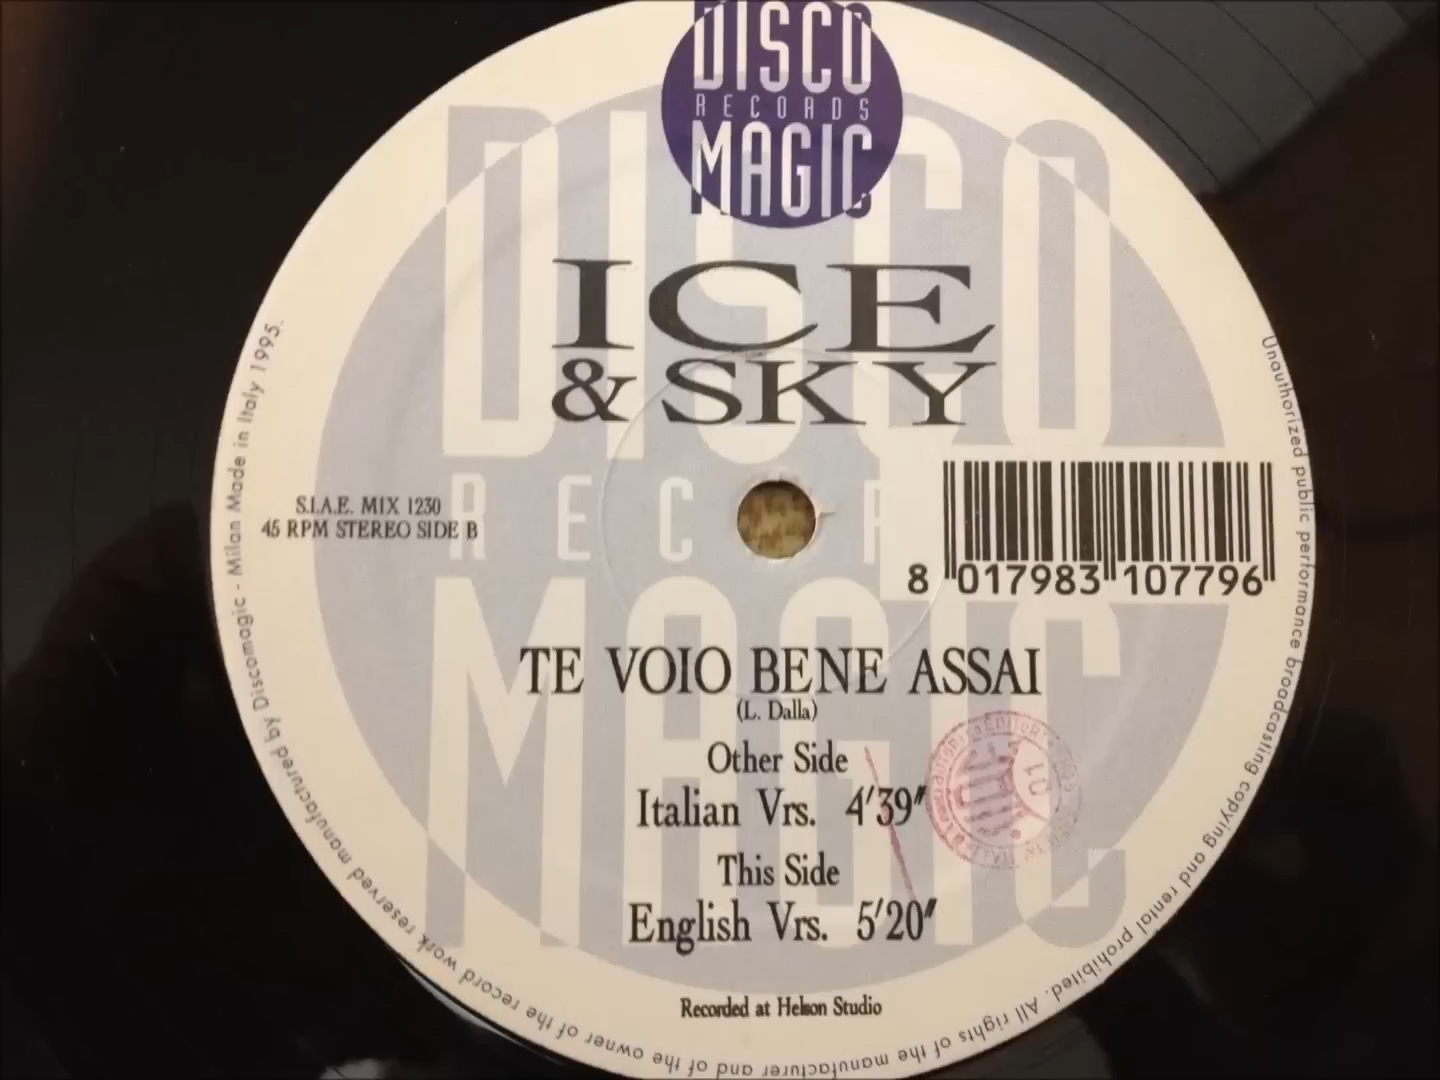 DISCO
RECORDS
MAGIC
DISCO
RECOR
MAGIC
ICE
& SKY
S.I.A.E. MIX 1230
45 RPM STEREO SIDE B
8 017983 107796
TE VOIO BENE ASSAI
(L. Dalla)
Other Side
Italian Vrs. 4'39"
This Side
English Vrs. 5'20"
Recorded at Helson Studio
Unauthorized public performance broadcasting copying and rental prohibited. All rights of the manufacturer and of the owner of the record work reserved manufactured by Discomagic - Milan Made in Italy 1995.